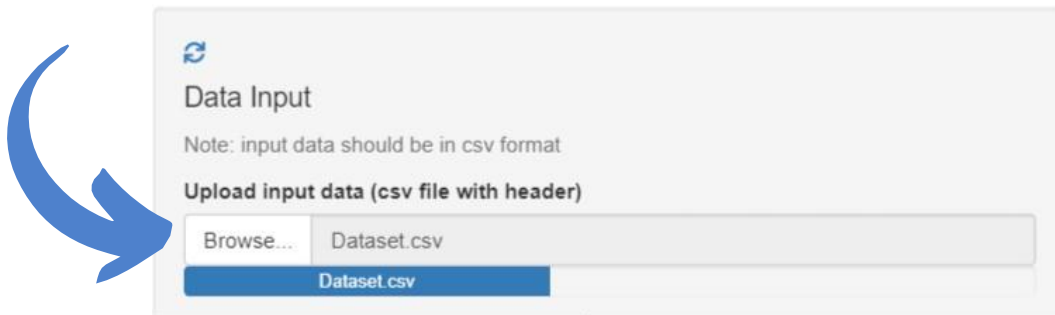 Data Input
Note: input data should be in csv format
Upload input data (csv file with header)
Browse... Dataset.csv
Dataset.csv